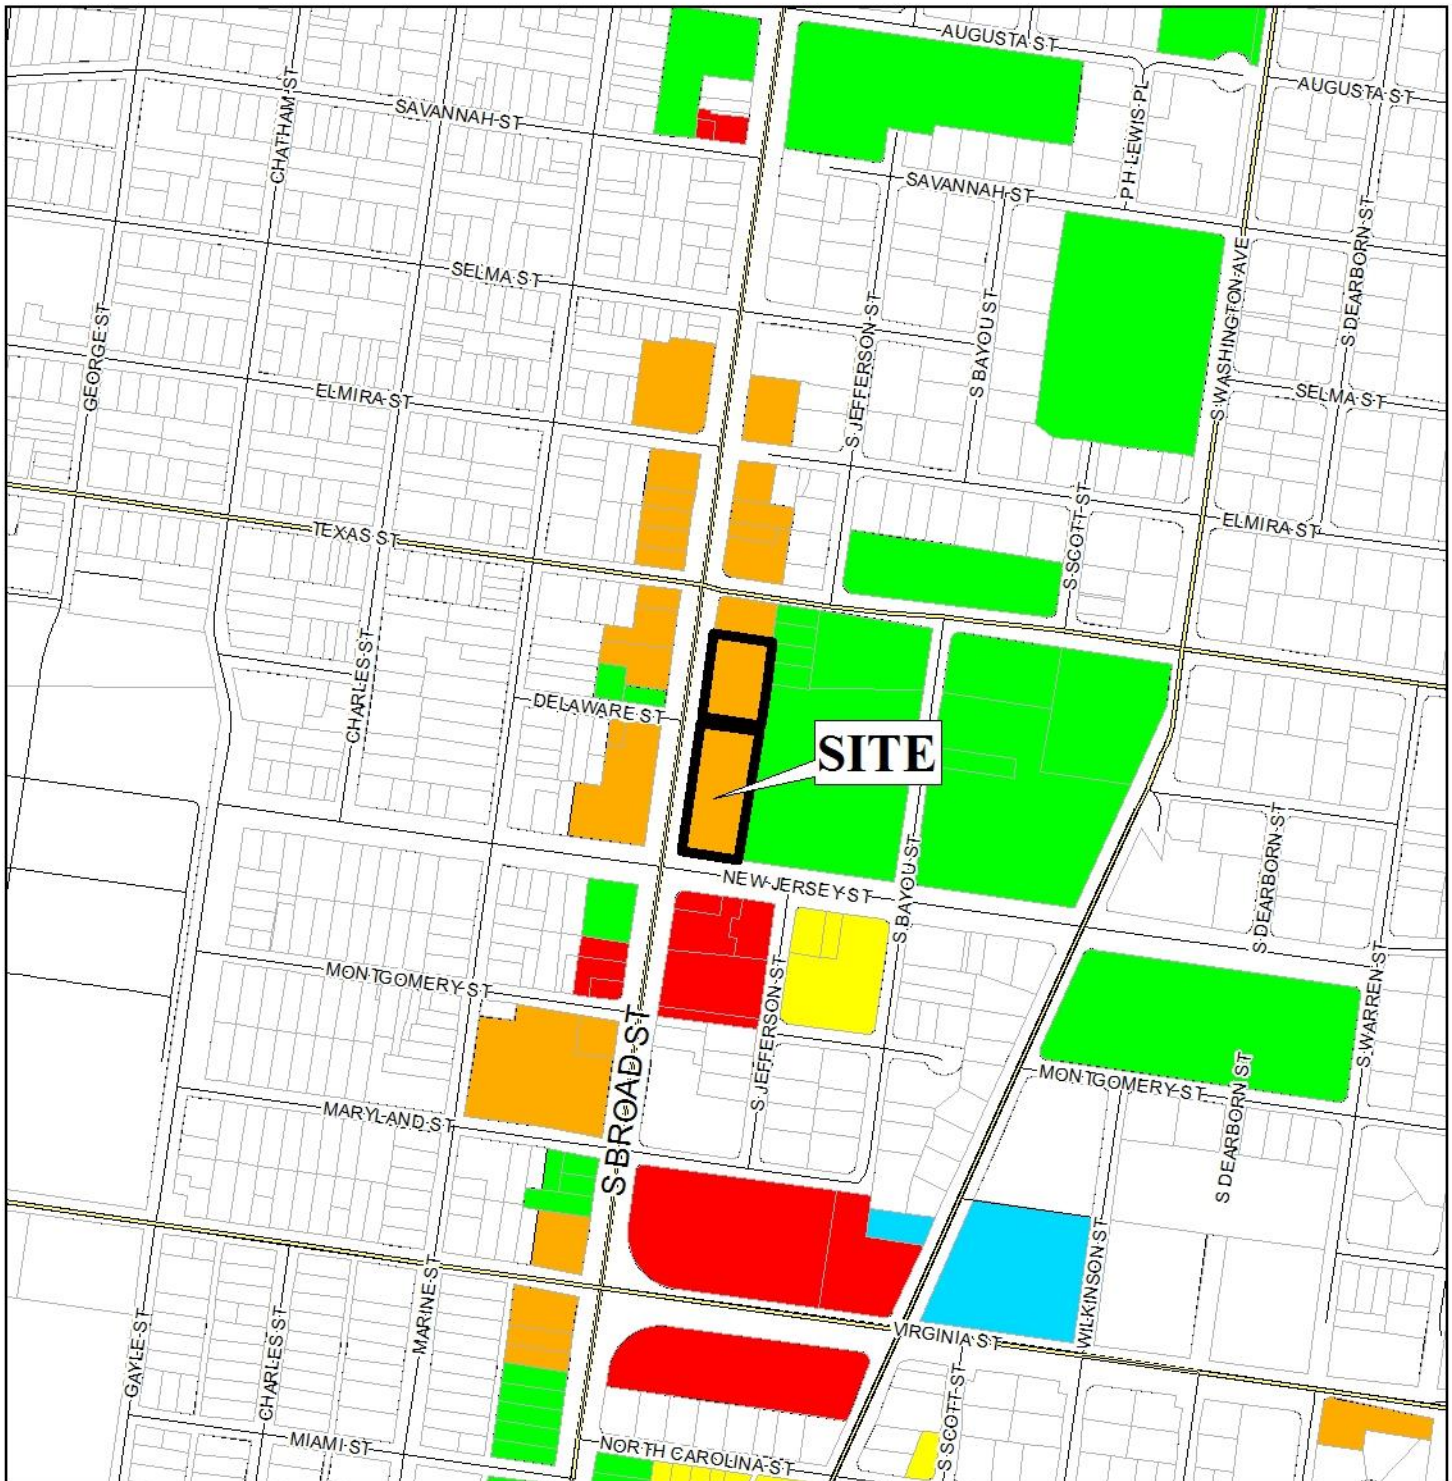 AUGUSTA ST
AUGUSTA ST
SAVANNAH ST
CHATHAM ST
P H LEWIS PL
SAVANNAH ST
S DEARBORN ST
SELMA ST
S WASHINGTON AVE
S JEFFERSON ST
S BAYOU ST
GEORGE ST
ELMIRA ST
SELMA ST
TEXAS ST
S SCOTT ST
ELMIRA ST
CHARLES ST
DELAWARE ST
SITE
NEW JERSEY ST
S BAYOU ST
S DEARBORN ST
MONTGOMERY ST
S JEFFERSON ST
S WARREN ST
S BROAD ST
MONTGOMERY ST
S DEARBORN ST
MARYLAND ST
WILKINSON ST
MARINE ST
GAYLE ST
CHARLES ST
VIRGINIA ST
S SCOTT ST
MIAMI ST
NORTH CAROLINA ST